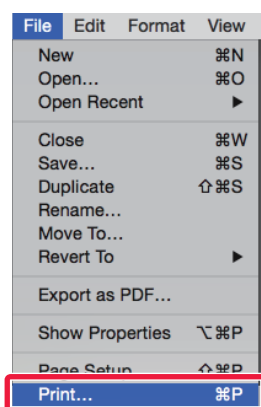 File Edit Format View
New ⌘N
Open... ⌘O
Open Recent ▶
Close ⌘W
Save... ⌘S
Duplicate ⇧⌘S
Rename...
Move To...
Revert To ▶
Export as PDF...
Show Properties ⌥⌘P
Page Setup ⇧⌘P
Print... ⌘P